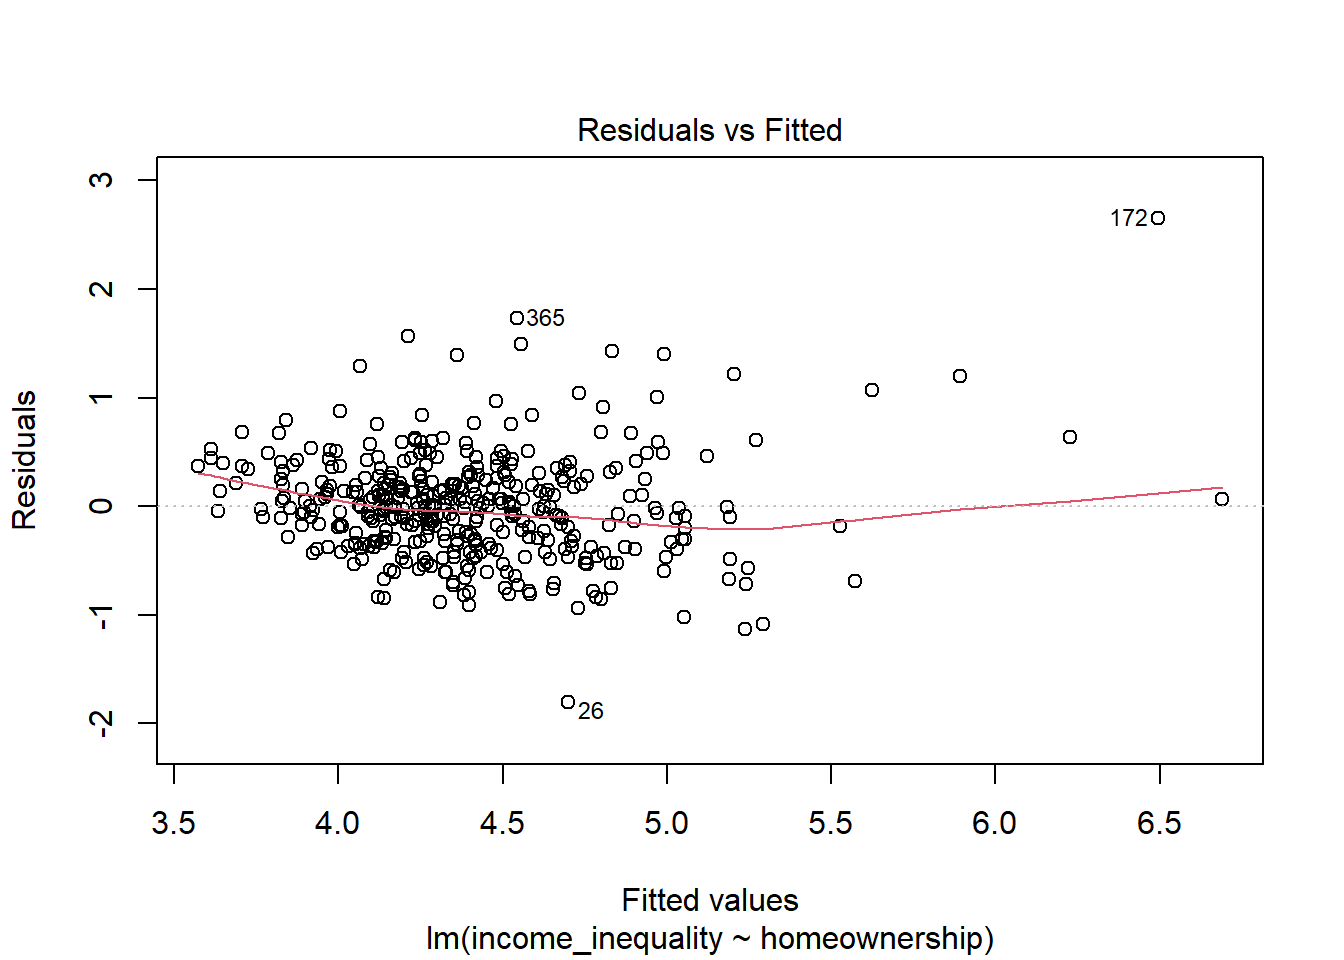 Residuals vs Fitted
Residuals
3
2
1
0
-1
-2
172
365
26
3.5 4.0 4.5 5.0 5.5 6.0 6.5
Fitted values
lm(income_inequality ~ homeownership)